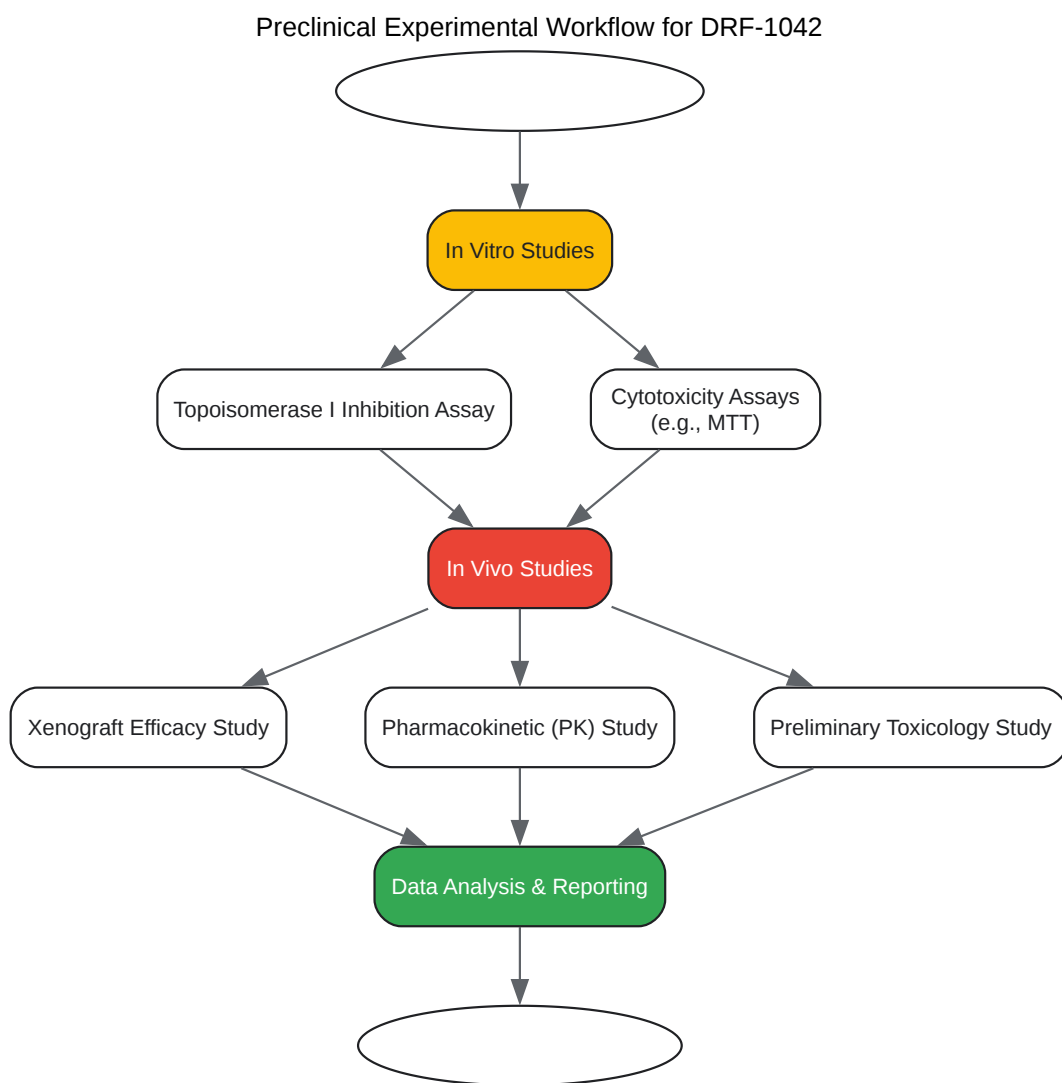 Preclinical Experimental Workflow for DRF-1042
In Vitro Studies
Topoisomerase I Inhibition Assay
Cytotoxicity Assays
(e.g., MTT)
In Vivo Studies
Xenograft Efficacy Study
Pharmacokinetic (PK) Study
Preliminary Toxicology Study
Data Analysis & Reporting